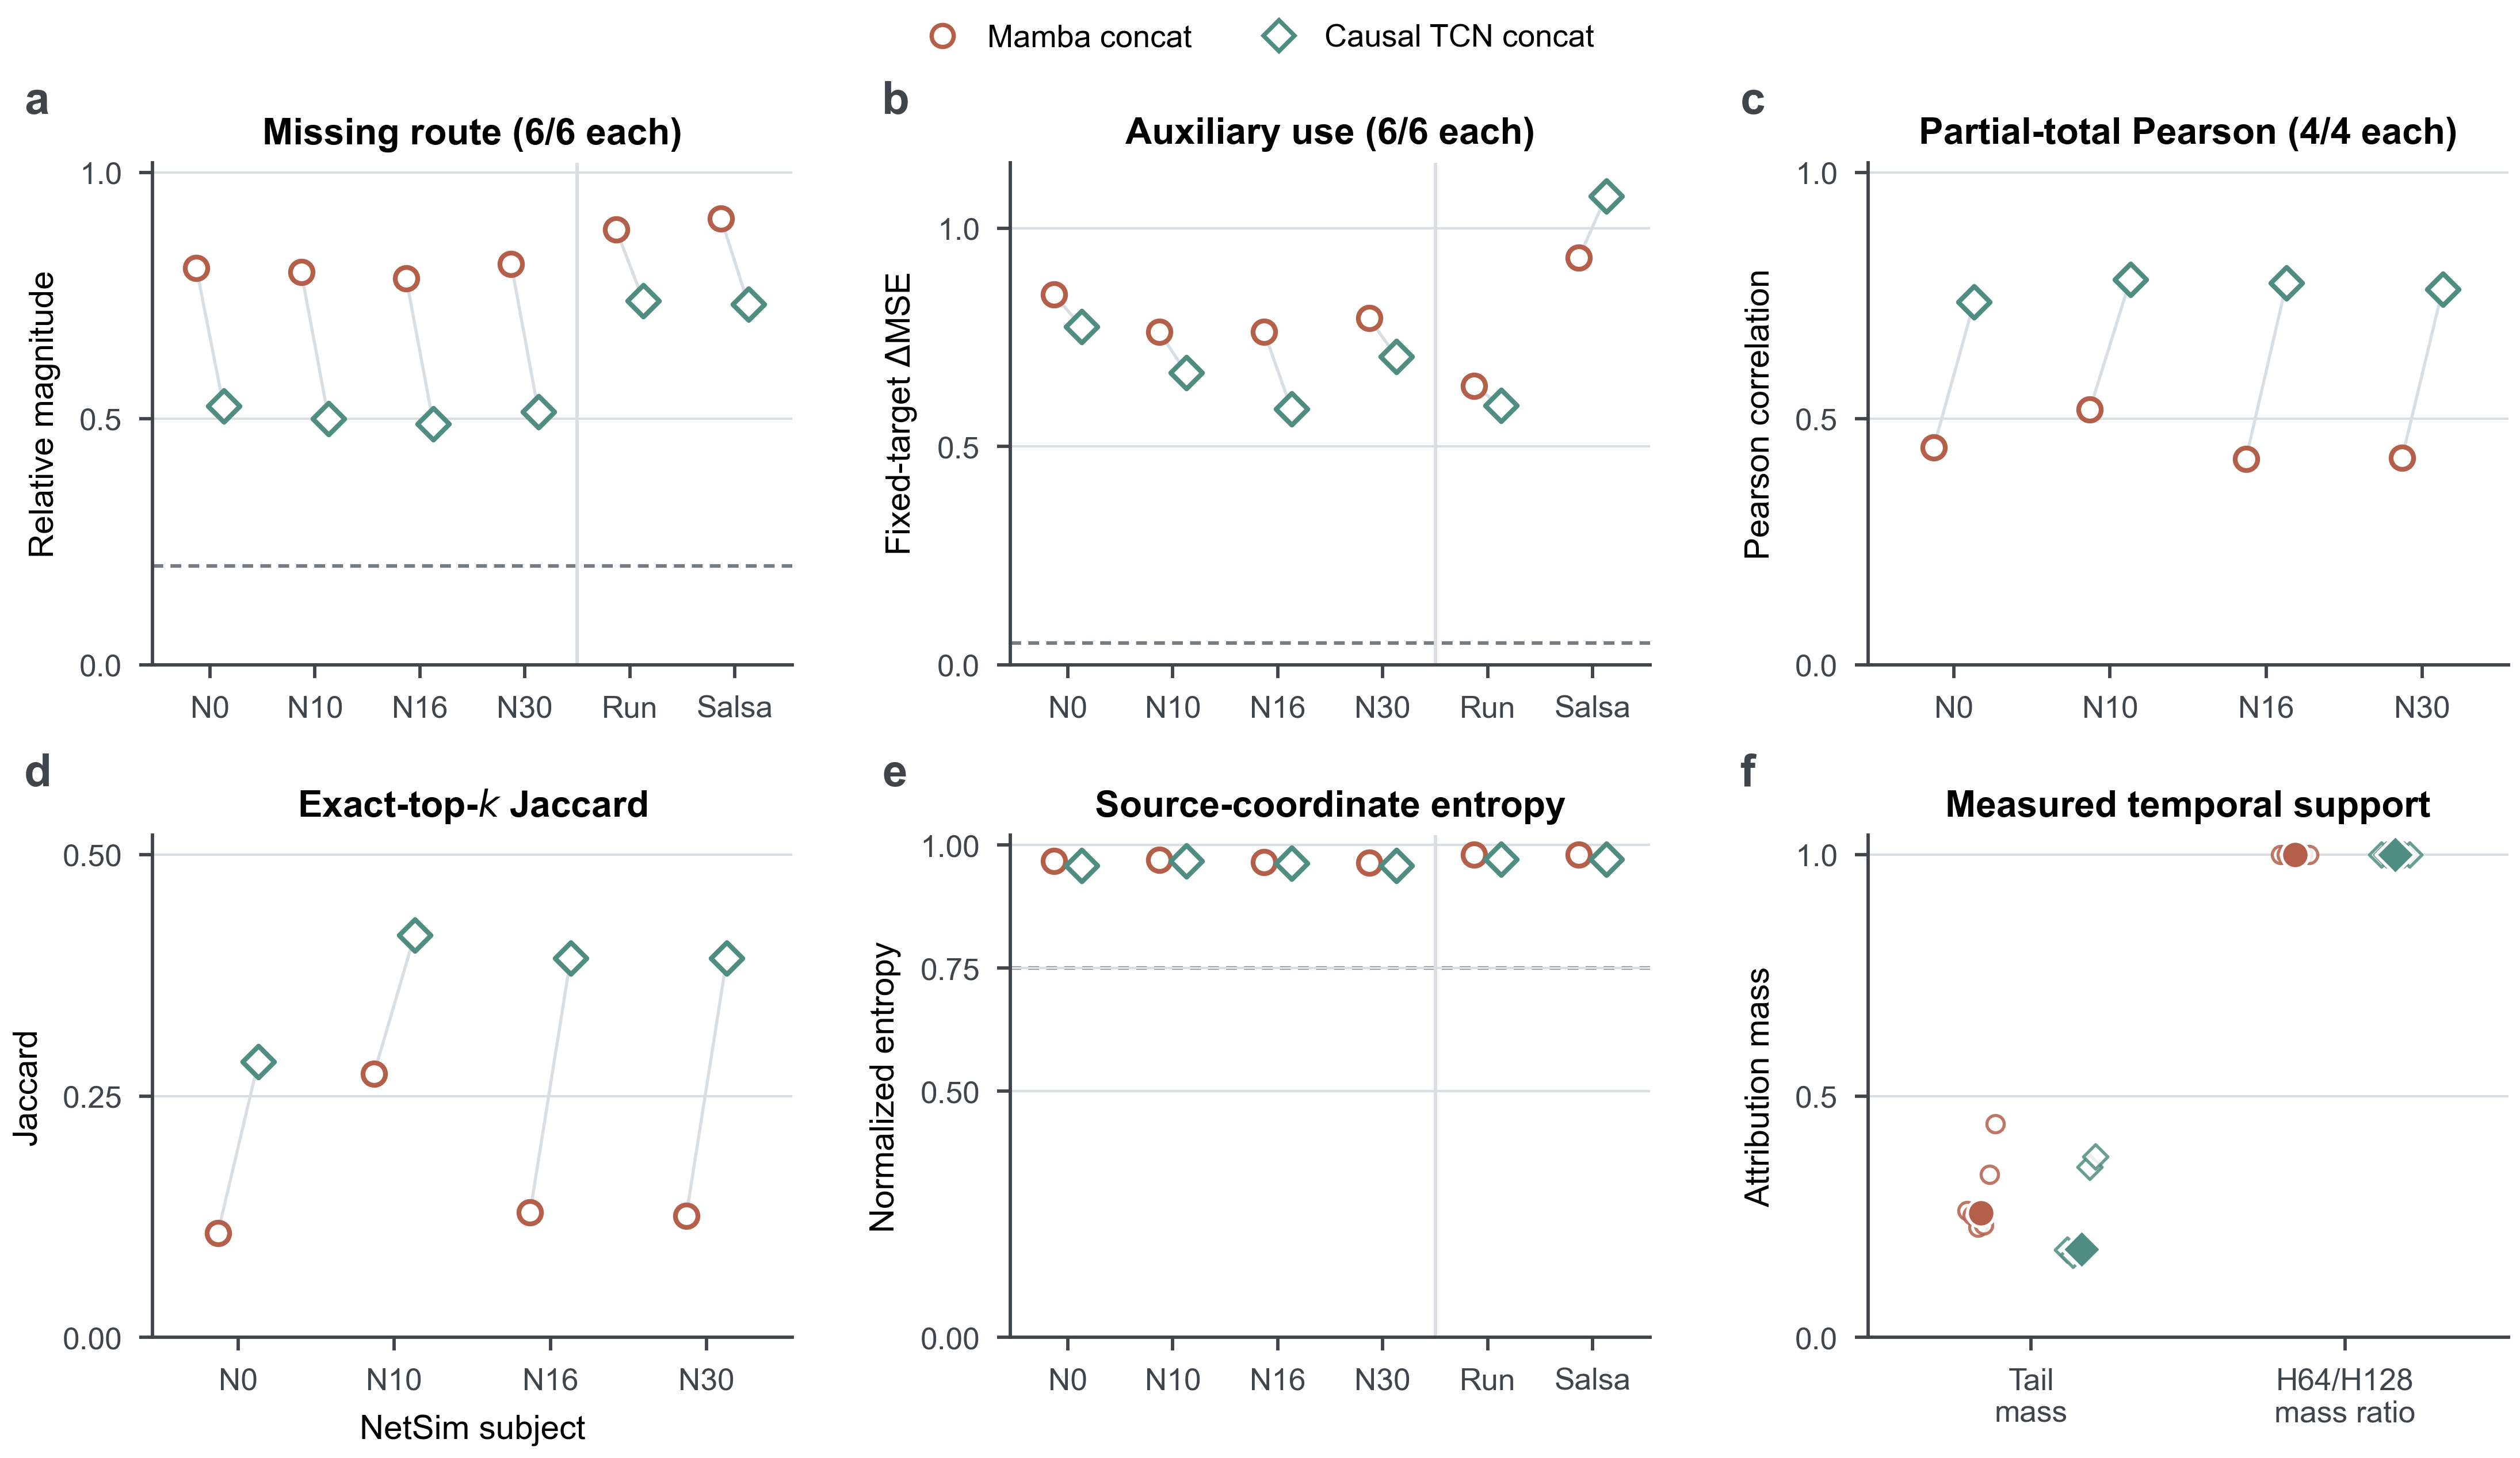 Mamba concat
Causal TCN concat
a
Missing route (6/6 each)
Relative magnitude
1.0
0.5
0.0
N0 N10 N16 N30 Run Salsa
b
Auxiliary use (6/6 each)
Fixed-target ΔMSE
1.0
0.5
0.0
N0 N10 N16 N30 Run Salsa
c
Partial-total Pearson (4/4 each)
Pearson correlation
1.0
0.5
0.0
N0 N10 N16 N30
d
Exact-top-k Jaccard
Jaccard
0.50
0.25
0.00
N0 N10 N16 N30
NetSim subject
e
Source-coordinate entropy
Normalized entropy
1.00
0.75
0.50
0.00
N0 N10 N16 N30 Run Salsa
f
Measured temporal support
Attribution mass
1.0
0.5
0.0
Tail
mass
H64/H128
mass ratio